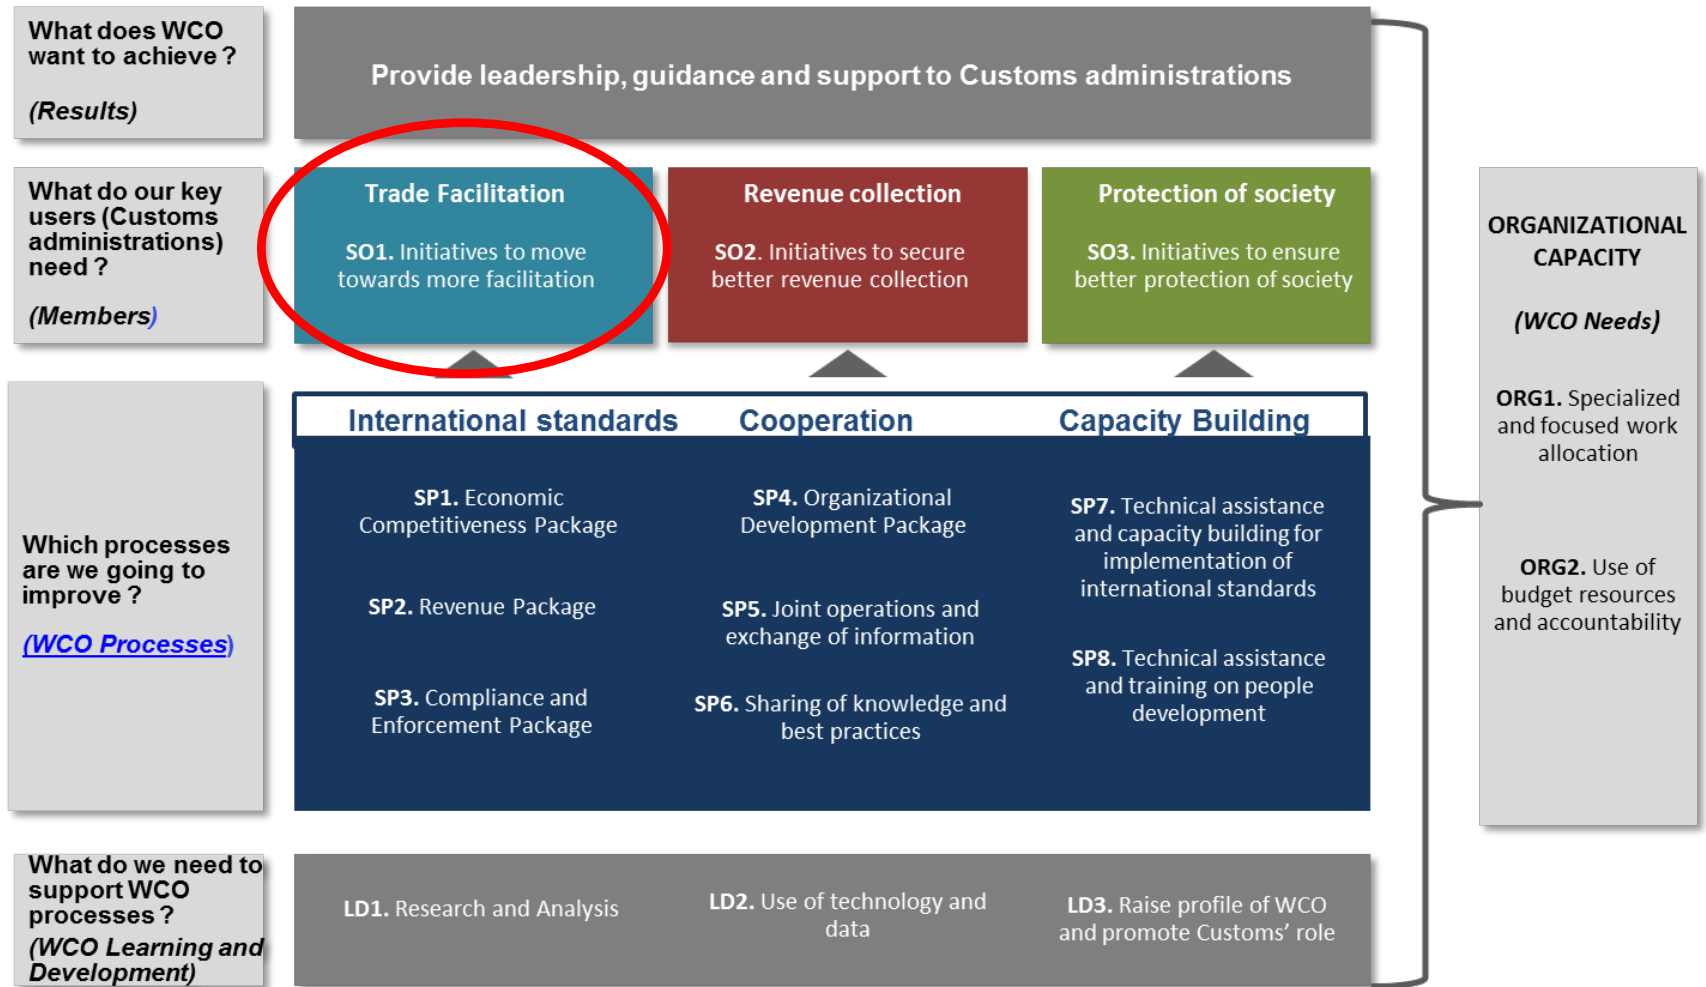 What does WCO
want to achieve ?
(Results)
Provide leadership, guidance and support to Customs administrations
What do our key
users (Customs
administrations)
need ?
(Members)
Trade Facilitation
SO1. Initiatives to move
towards more facilitation
Revenue collection
SO2. Initiatives to secure
better revenue collection
Protection of society
SO3. Initiatives to ensure
better protection of society
Which processes
are we going to
improve ?
(WCO Processes)
International standards
SP1. Economic
Competitiveness Package
SP2. Revenue Package
SP3. Compliance and
Enforcement Package
Cooperation
SP4. Organizational
Development Package
SP5. Joint operations and
exchange of information
SP6. Sharing of knowledge and
best practices
Capacity Building
SP7. Technical assistance
and capacity building for
implementation of
international standards
SP8. Technical assistance
and training on people
development
What do we need to
support WCO
processes ?
(WCO Learning and
Development)
LD1. Research and Analysis
LD2. Use of technology and
data
LD3. Raise profile of WCO
and promote Customs’ role
ORGANIZATIONAL
CAPACITY
(WCO Needs)
ORG1. Specialized
and focused work
allocation
ORG2. Use of
budget resources
and accountability